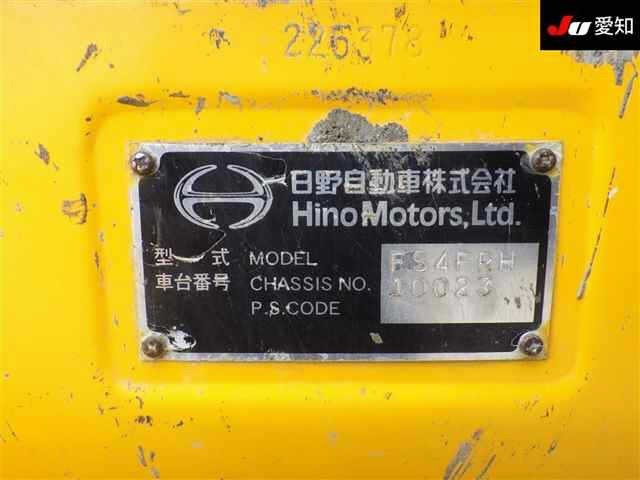 226378
JU 愛知
日野自動車株式会社
Hino Motors, Ltd.
型式 MODEL FS4FRH
車台番号 CHASSIS NO. 10023
P.S.CODE